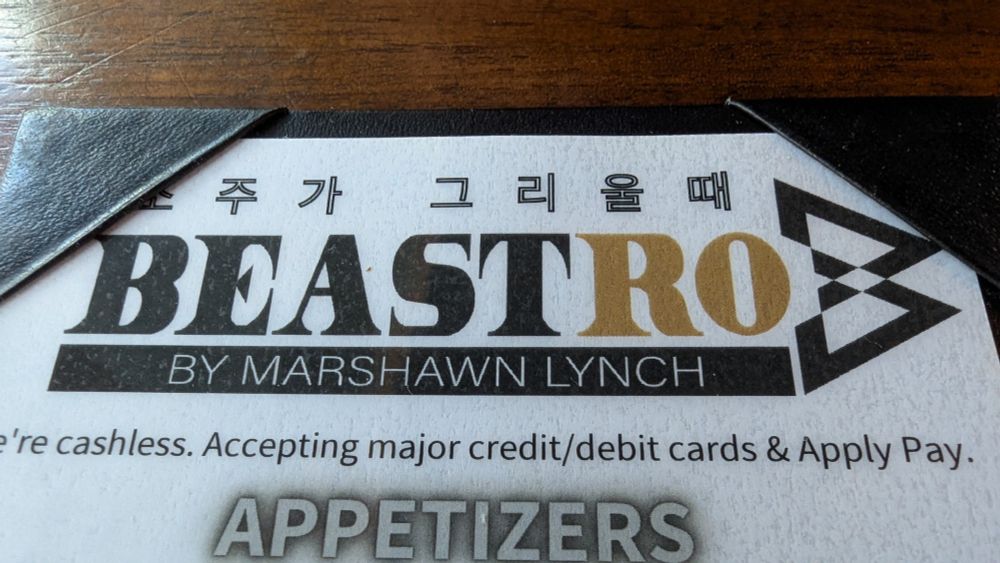 주 가 그 리 울 때
BEASTRO
BY MARSHAWN LYNCH
e're cashless. Accepting major credit/debit cards & Apply Pay.
APPETIZERS